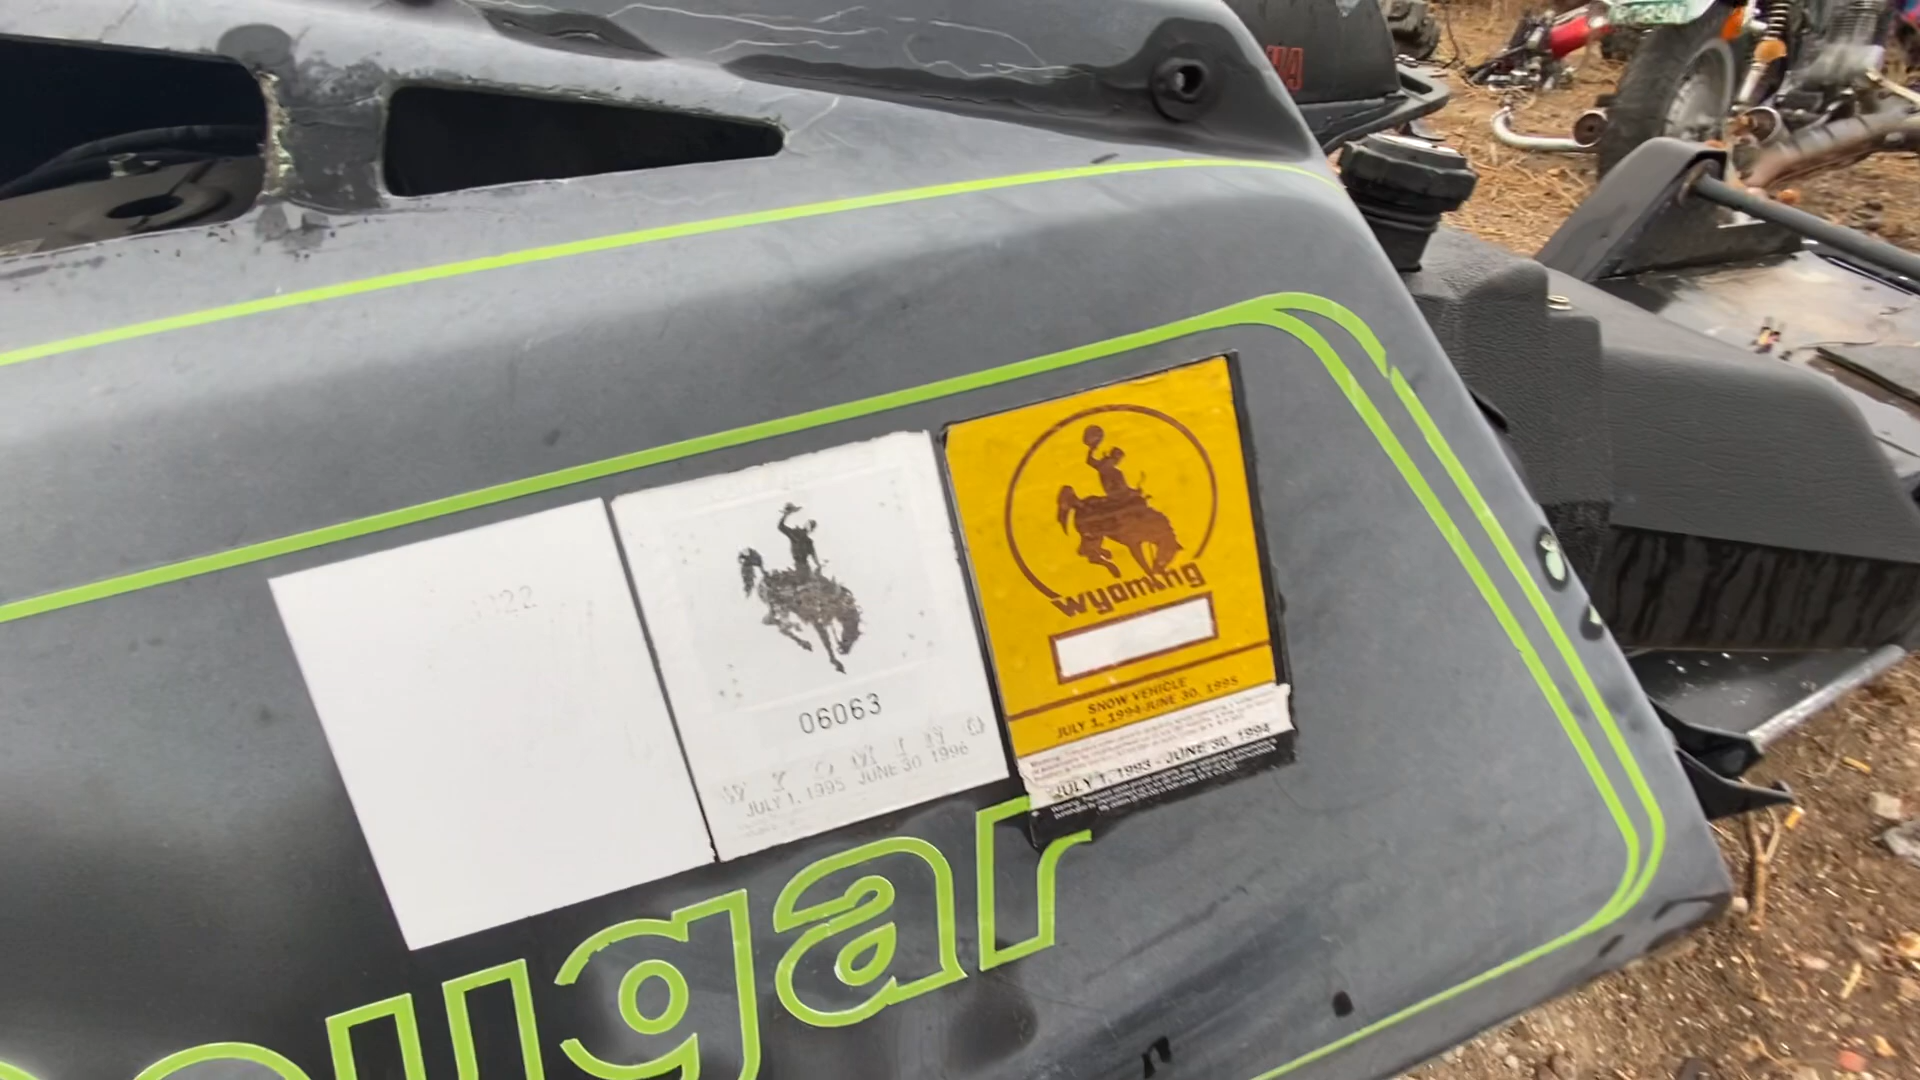 022
06063
WYOMING
JULY 1, 1995 JUNE 30 1996
wyoming
SNOW VEHICLE
JULY 1, 1994-JUNE 30, 1995
JULY 1, 1993 - JUNE 30, 1994
ougar